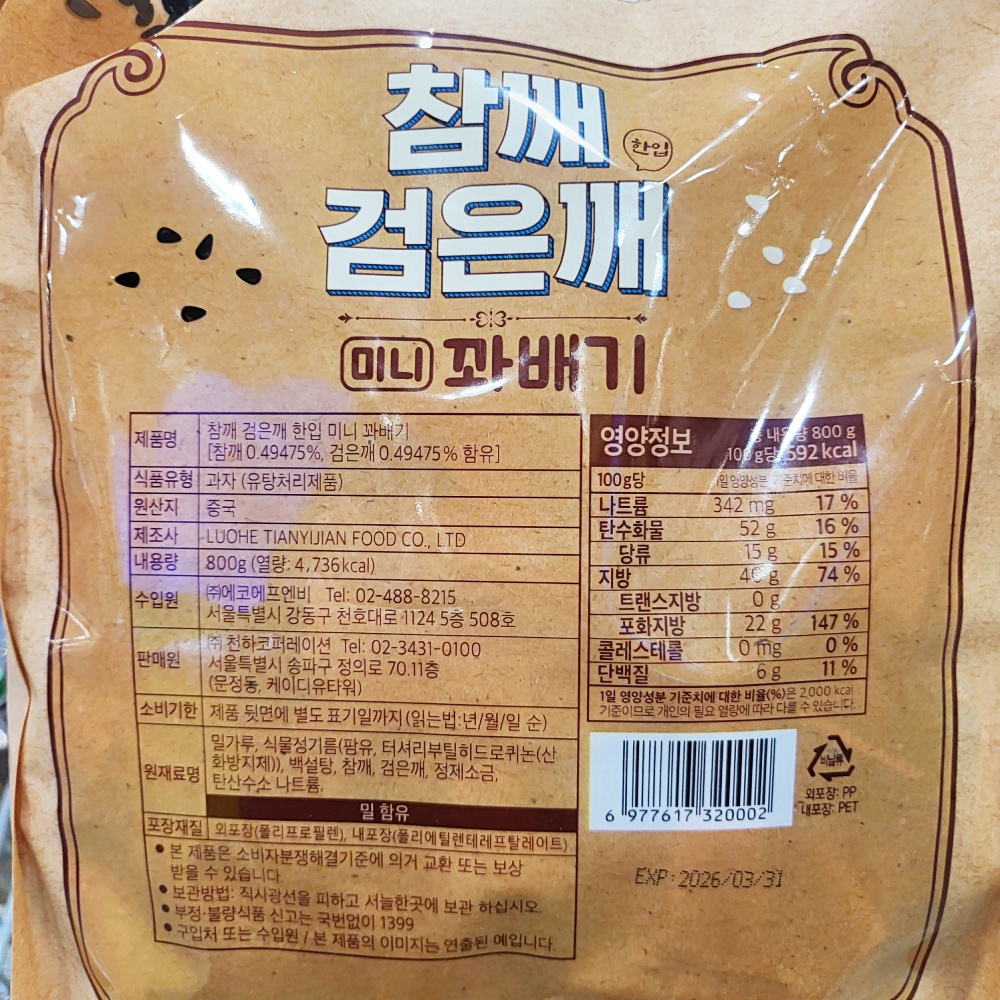 참깨
한입
검은깨
미니 꽈배기
제품명 참깨 검은깨 한입 미니 꽈배기
[참깨 0.49475%, 검은깨 0.49475% 함유]
식품유형 과자 (유탕처리제품)
원산지 중국
제조사 LUOHE TIANYIJIAN FOOD CO., LTD
내용량 800g (열량: 4,736kcal)
수입원 ㈜에코에프엔비 Tel: 02-488-8215
서울특별시 강동구 천호대로 1124 5층 508호
판매원 ㈜ 천하코퍼레이션 Tel: 02-3431-0100
서울특별시 송파구 정의로 70.11층
(문정동, 케이디유타워)
소비기한 제품 뒷면에 별도 표기일까지 (읽는법:년/월/일 순)
원재료명 밀가루, 식물성기름(팜유, 터셔리부틸히드로퀴논(산
화방지제)), 백설탕, 참깨, 검은깨, 정제소금,
탄산수소 나트륨,
밀 함유
포장재질 외포장(폴리프로필렌), 내포장(폴리에틸렌테레프탈레이트)
• 본 제품은 소비자분쟁해결기준에 의거 교환 또는 보상
받을 수 있습니다.
• 보관방법: 직사광선을 피하고 서늘한곳에 보관 하십시오.
• 부정·불량식품 신고는 국번없이 1399
• 구입처 또는 수입원 / 본 제품의 이미지는 연출된 예입니다.
영양정보 총 내용량 800 g
100 g당 592 kcal
100g당 1일 영양성분 기준치에 대한 비율
나트륨 342 mg 17 %
탄수화물 52 g 16 %
당류 15 g 15 %
지방 40 g 74 %
트랜스지방 0 g
포화지방 22 g 147 %
콜레스테롤 0 mg 0 %
단백질 6 g 11 %
1일 영양성분 기준치에 대한 비율(%)은 2,000 kcal
기준이므로 개인의 필요 열량에 따라 다를 수 있습니다.
6 977617 320002
비닐류
외포장: PP
내포장: PET
EXP: 2026/03/31